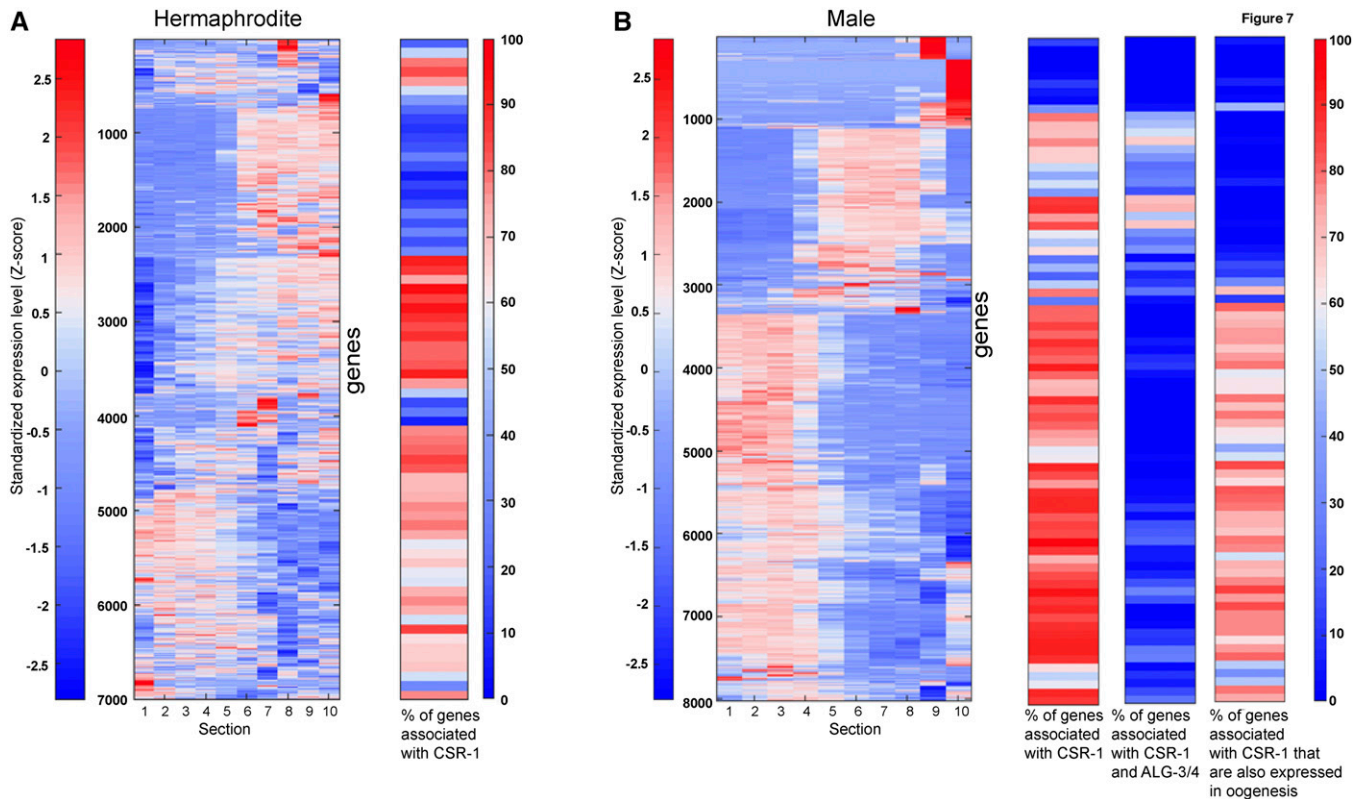 A
Hermaphrodite
Standardized expression level (Z-score)
2.5
2
1.5
1
0.5
0
-0.5
-1
-1.5
-2
-2.5
1000
2000
3000
4000
5000
6000
7000
1 2 3 4 5 6 7 8 9 10
Section
genes
100
90
80
70
60
50
40
30
20
10
0
% of genes
associated
with CSR-1
B
Male
Figure 7
Standardized expression level (Z-score)
2.5
2
1.5
1
0.5
0
-0.5
-1
-1.5
-2
-2.5
1000
2000
3000
4000
5000
6000
7000
8000
1 2 3 4 5 6 7 8 9 10
Section
genes
% of genes
associated
with CSR-1
% of genes
associated
with CSR-1
and ALG-3/4
% of genes
associated
with CSR-1 that
are also expressed
in oogenesis
100
90
80
70
60
50
40
30
20
10
0